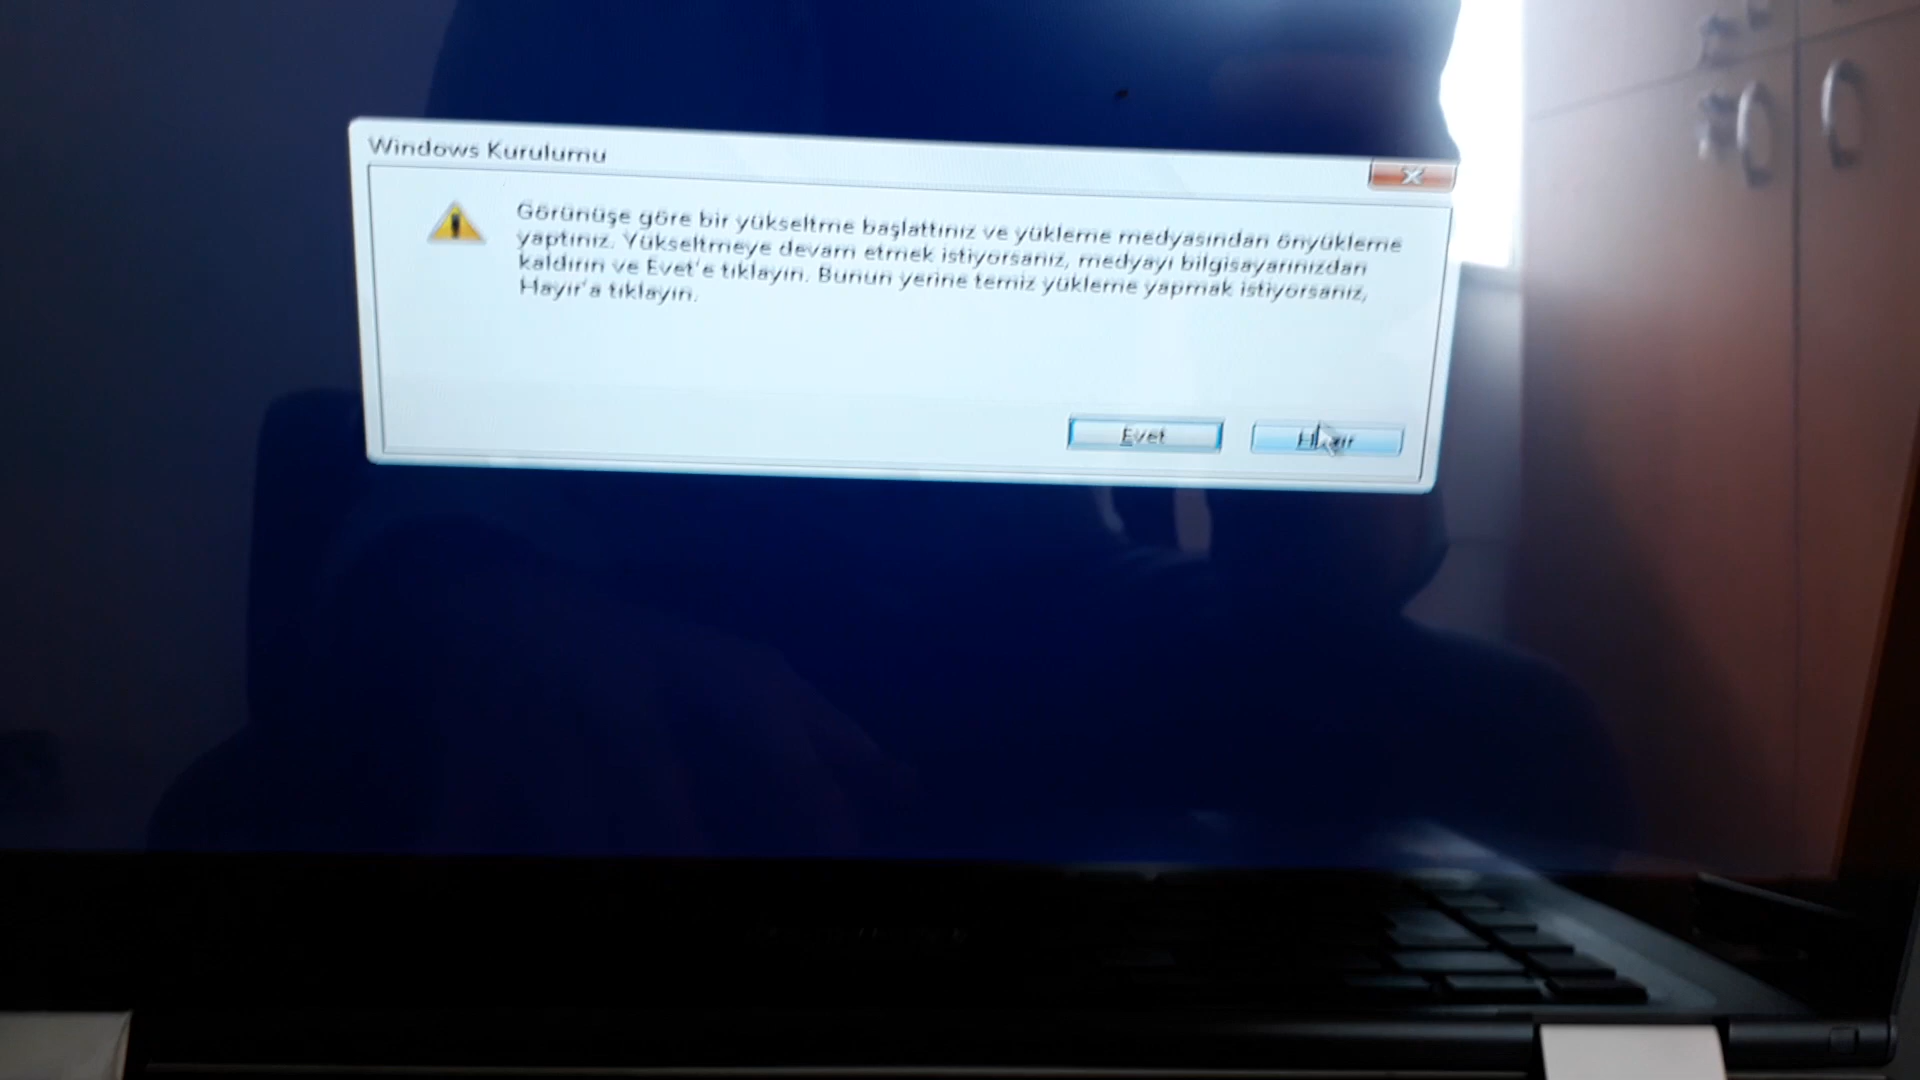 Windows Kurulumu
Görünüşe göre bir yükseltme başlattınız ve yükleme medyasından önyükleme
yaptınız. Yükseltmeye devam etmek istiyorsanız, medyayı bilgisayarınızdan
kaldırın ve Evet'e tıklayın. Bunun yerine temiz yükleme yapmak istiyorsanız,
Hayır'a tıklayın.
Evet
Hayır